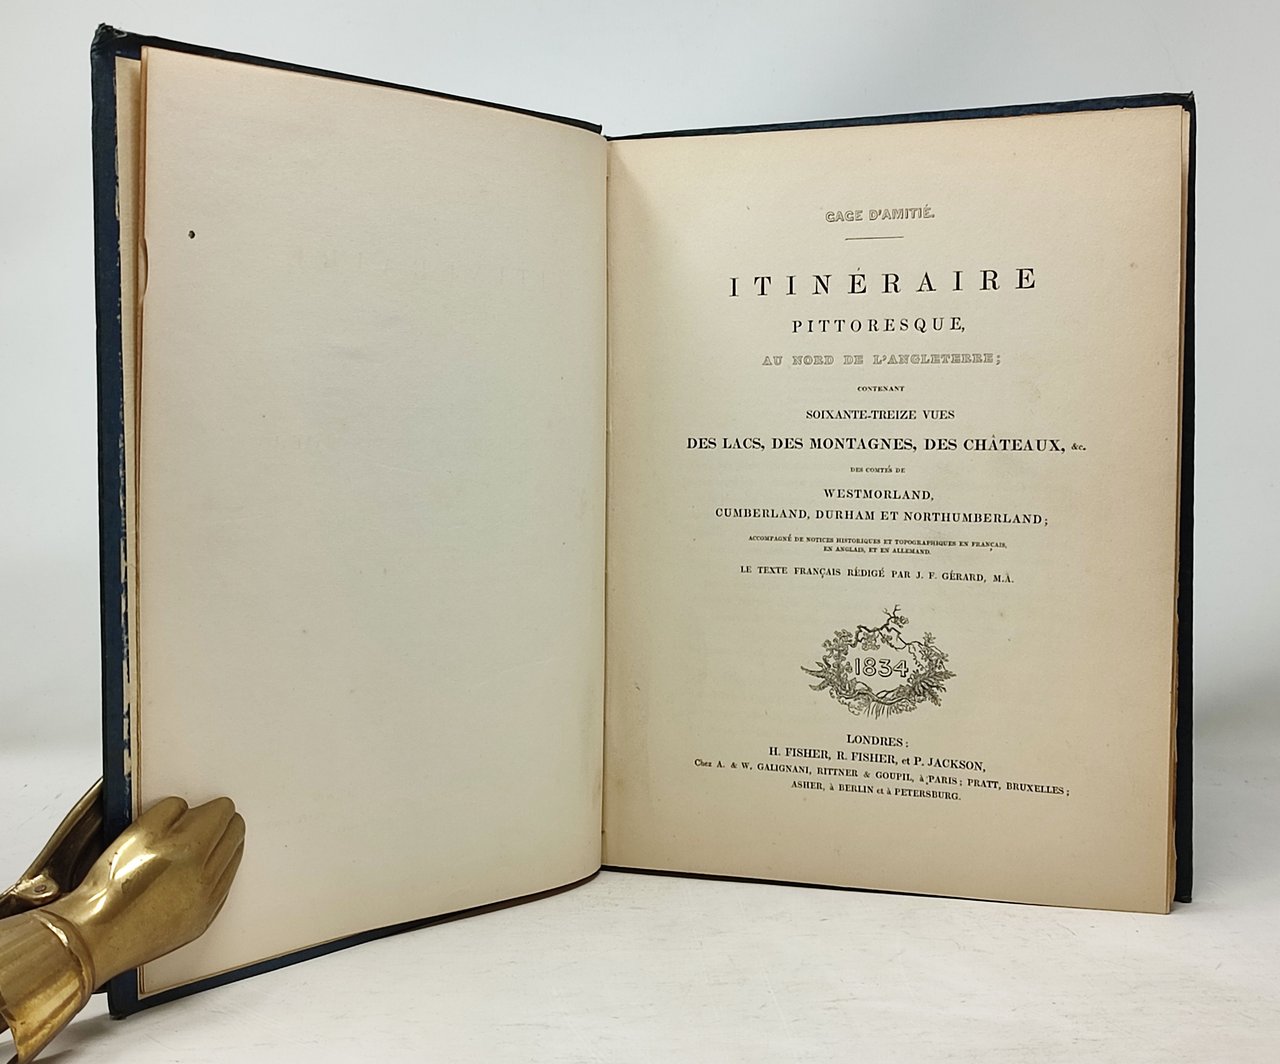 GAGE D'AMITIÉ.
ITINÉRAIRE
PITTORESQUE,
AU NORD DE L'ANGLETERRE;
CONTENANT
SOIXANTE-TREIZE VUES
DES LACS, DES MONTAGNES, DES CHÂTEAUX, &c.
DES COMTÉS DE
WESTMORLAND,
CUMBERLAND, DURHAM ET NORTHUMBERLAND;
ACCOMPAGNÉ DE NOTICES HISTORIQUES ET TOPOGRAPHIQUES EN FRANÇAIS,
EN ANGLAIS, ET EN ALLEMAND.
LE TEXTE FRANÇAIS RÉDIGÉ PAR J. F. GÉRARD, M.À.
1834
LONDRES:
H. FISHER, R. FISHER, et P. JACKSON,
Chez A. & W. GALIGNANI, RITTNER & GOUPIL, à PARIS; PRATT, BRUXELLES;
ASHER, à BERLIN et à PETERSBURG.